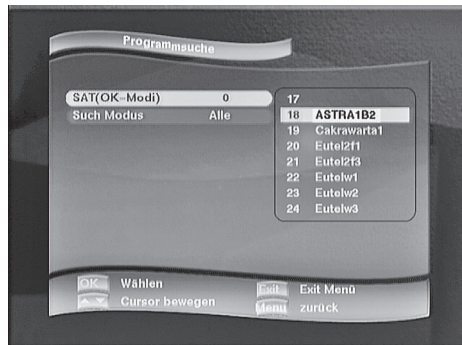 Programmsuche
SAT(OK-Modi) 0
Such Modus Alle
17
18 ASTRA1B2
19 Cakrawarta1
20 Eutel2f1
21 Eutel2f3
22 Eutelw1
23 Eutelw2
24 Eutelw3
OK Wählen
Exit Exit Menü
Cursor bewegen
Menu zurück